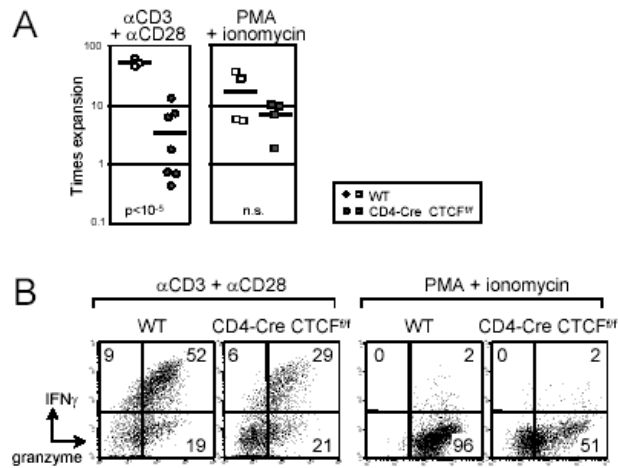 A
αCD3
+ αCD28
PMA
+ ionomycin
Times expansion
100
10
1
0.1
p<10⁻⁵
n.s.
WT
CD4-Cre CTCFf/f
B
αCD3 + αCD28
PMA + ionomycin
WT
CD4-Cre CTCFf/f
WT
CD4-Cre CTCFf/f
9 52
6 29
0 2
0 2
IFNγ
granzyme
19
21
96
51